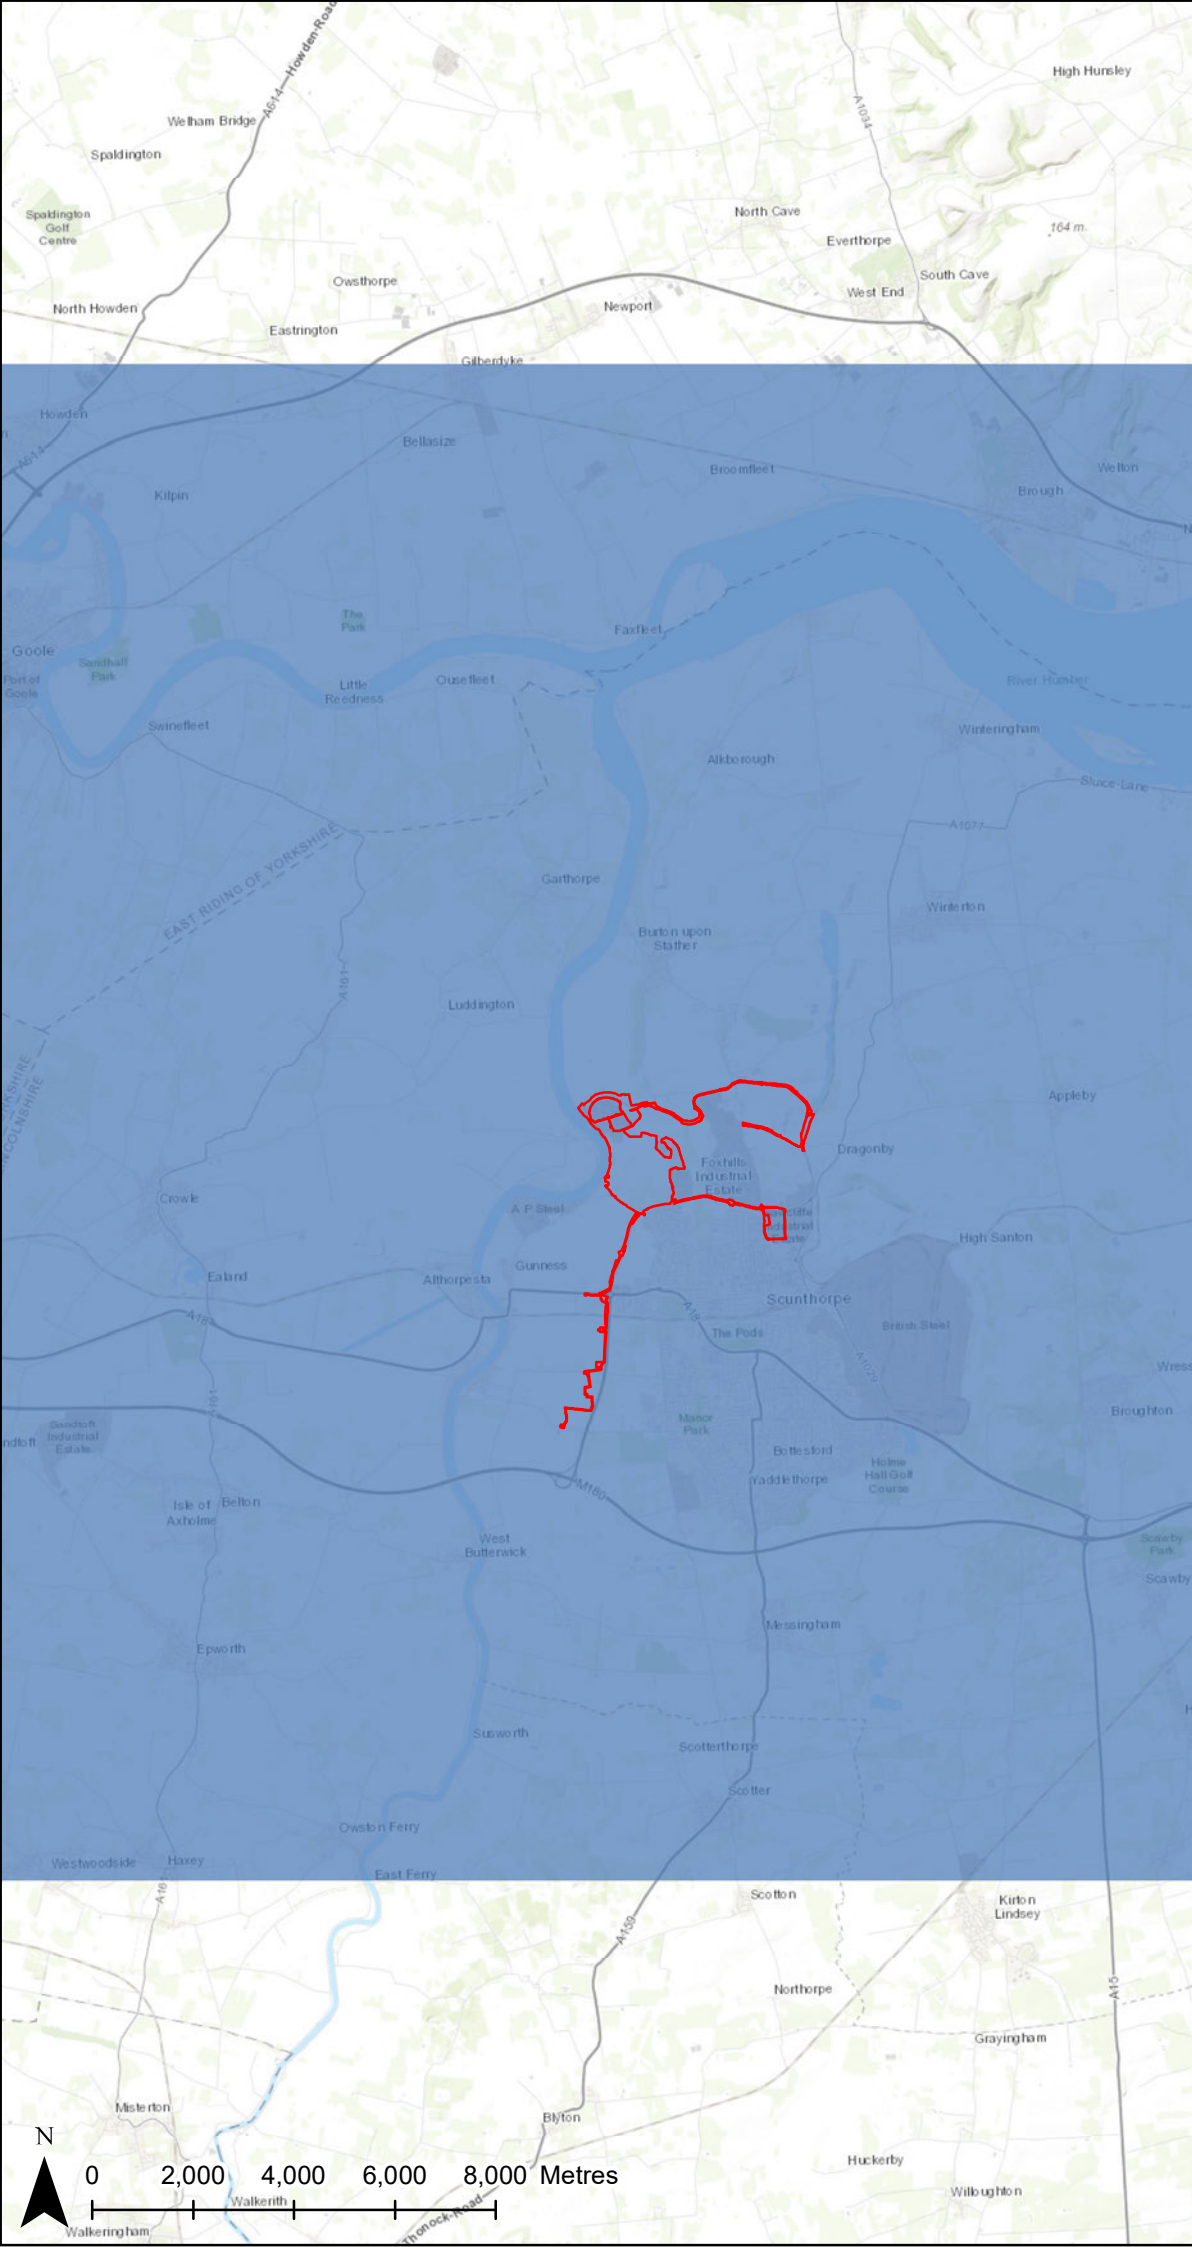 Howden-Road
A614
High Hunsley
A1034
Welham Bridge
Spaldington
Spaldington
Golf
Centre
North Cave
164 m.
Everthorpe
South Cave
Owsthorpe
West End
North Howden
Newport
Eastrington
Gilberdyke
Howden
A614
Bellasize
Broomfleet
Welton
Kilpin
Brough
The
Park
Faxfleet
Goole
Sandhall
Park
Port of
Goole
Little
Reedness
Ousefleet
River Humber
Swinefleet
Winteringham
Alkborough
Sluice-Lane
A1077
EAST RIDING OF YORKSHIRE
Garthorpe
Winterton
Burton upon
Stather
A161
Luddington
Appleby
Dragonby
Foxhills
Industrial
Estate
Crowle
A P Steel
High Santon
Gunness
Ealand
Althorpesta
Scunthorpe
A18
A18
British Steel
The Pods
A1029
Wress
A161
Broughton
Sandtoft
Industrial
Estate
ndtoft
Manor
Park
Bottesford
Holme
Hall Golf
Course
Yaddlethorpe
M180
Isle of
Axholme
Belton
West
Butterwick
Scawby
Park
Scawby
Messingham
Epworth
Susworth
Scotterthorpe
Scotter
Owston Ferry
Westwoodside
Haxey
East Ferry
A161
Scotton
Kirton
Lindsey
A159
Northorpe
A15
Grayingham
Misterton
Blyton
N
Huckerby
0 2,000 4,000 6,000 8,000 Metres
Willoughton
Walkerith
Thonock-Road
Walkeringham